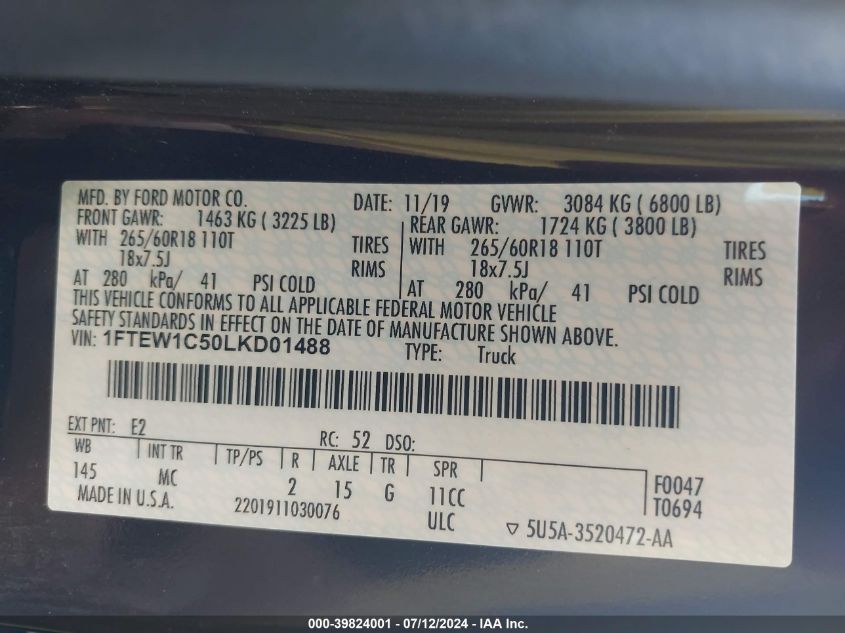 MFD. BY FORD MOTOR CO. DATE: 11/19 GVWR: 3084 KG ( 6800 LB)
FRONT GAWR: 1463 KG ( 3225 LB) REAR GAWR: 1724 KG ( 3800 LB)
WITH 265/60R18 110T TIRES WITH 265/60R18 110T TIRES
18x7.5J RIMS 18x7.5J RIMS
AT 280 kPa/ 41 PSI COLD AT 280 kPa/ 41 PSI COLD
THIS VEHICLE CONFORMS TO ALL APPLICABLE FEDERAL MOTOR VEHICLE
SAFETY STANDARDS IN EFFECT ON THE DATE OF MANUFACTURE SHOWN ABOVE.
VIN: 1FTEW1C50LKD01488 TYPE: Truck
EXT PNT: E2 RC: 52 DSO:
WB INT TR TP/PS R AXLE TR SPR F0047
145 MC 2 15 G 11CC T0694
MADE IN U.S.A. 2201911030076 ULC ▽ 5U5A-3520472-AA
000-39824001 - 07/12/2024 - IAA Inc.